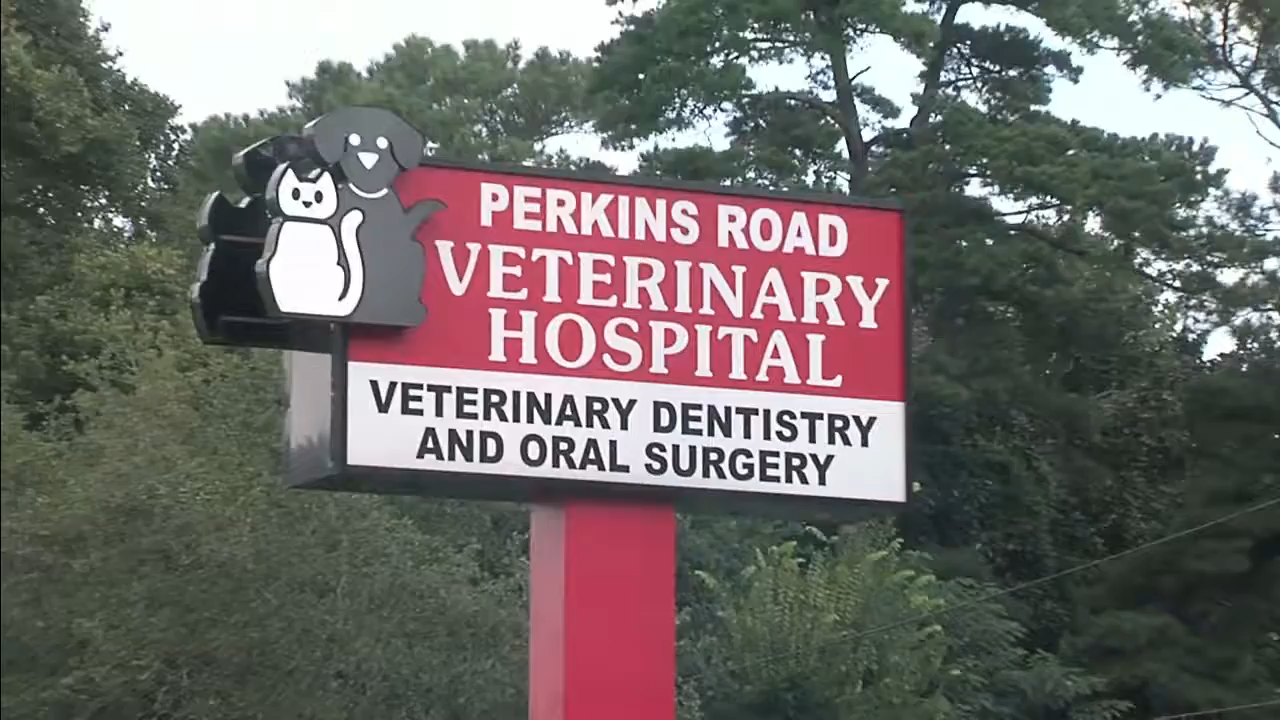 PERKINS ROAD
VETERINARY
HOSPITAL
VETERINARY DENTISTRY
AND ORAL SURGERY